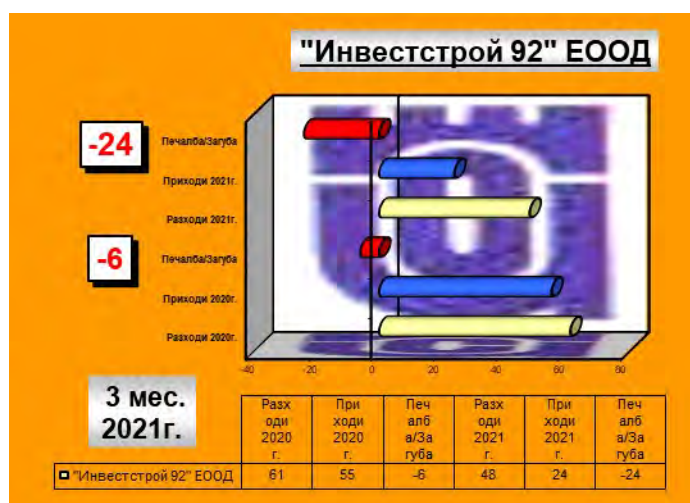 "Инвестстрой 92" ЕООД
-24
Печалба/Загуба
Приходи 2021г.
Разходи 2021г.
-6
Печалба/Загуба
Приходи 2020г.
Разходи 2020г.
-40 -20 0 20 40 60 80
3 мес.
2021г.
Разх При Печ Разх При Печ
оди ходи алб оди ходи алб
2020 2020 а/За 2021 2021 а/За
г. г. губа г. г. губа
"Инвестстрой 92" ЕООД 61 55 -6 48 24 -24